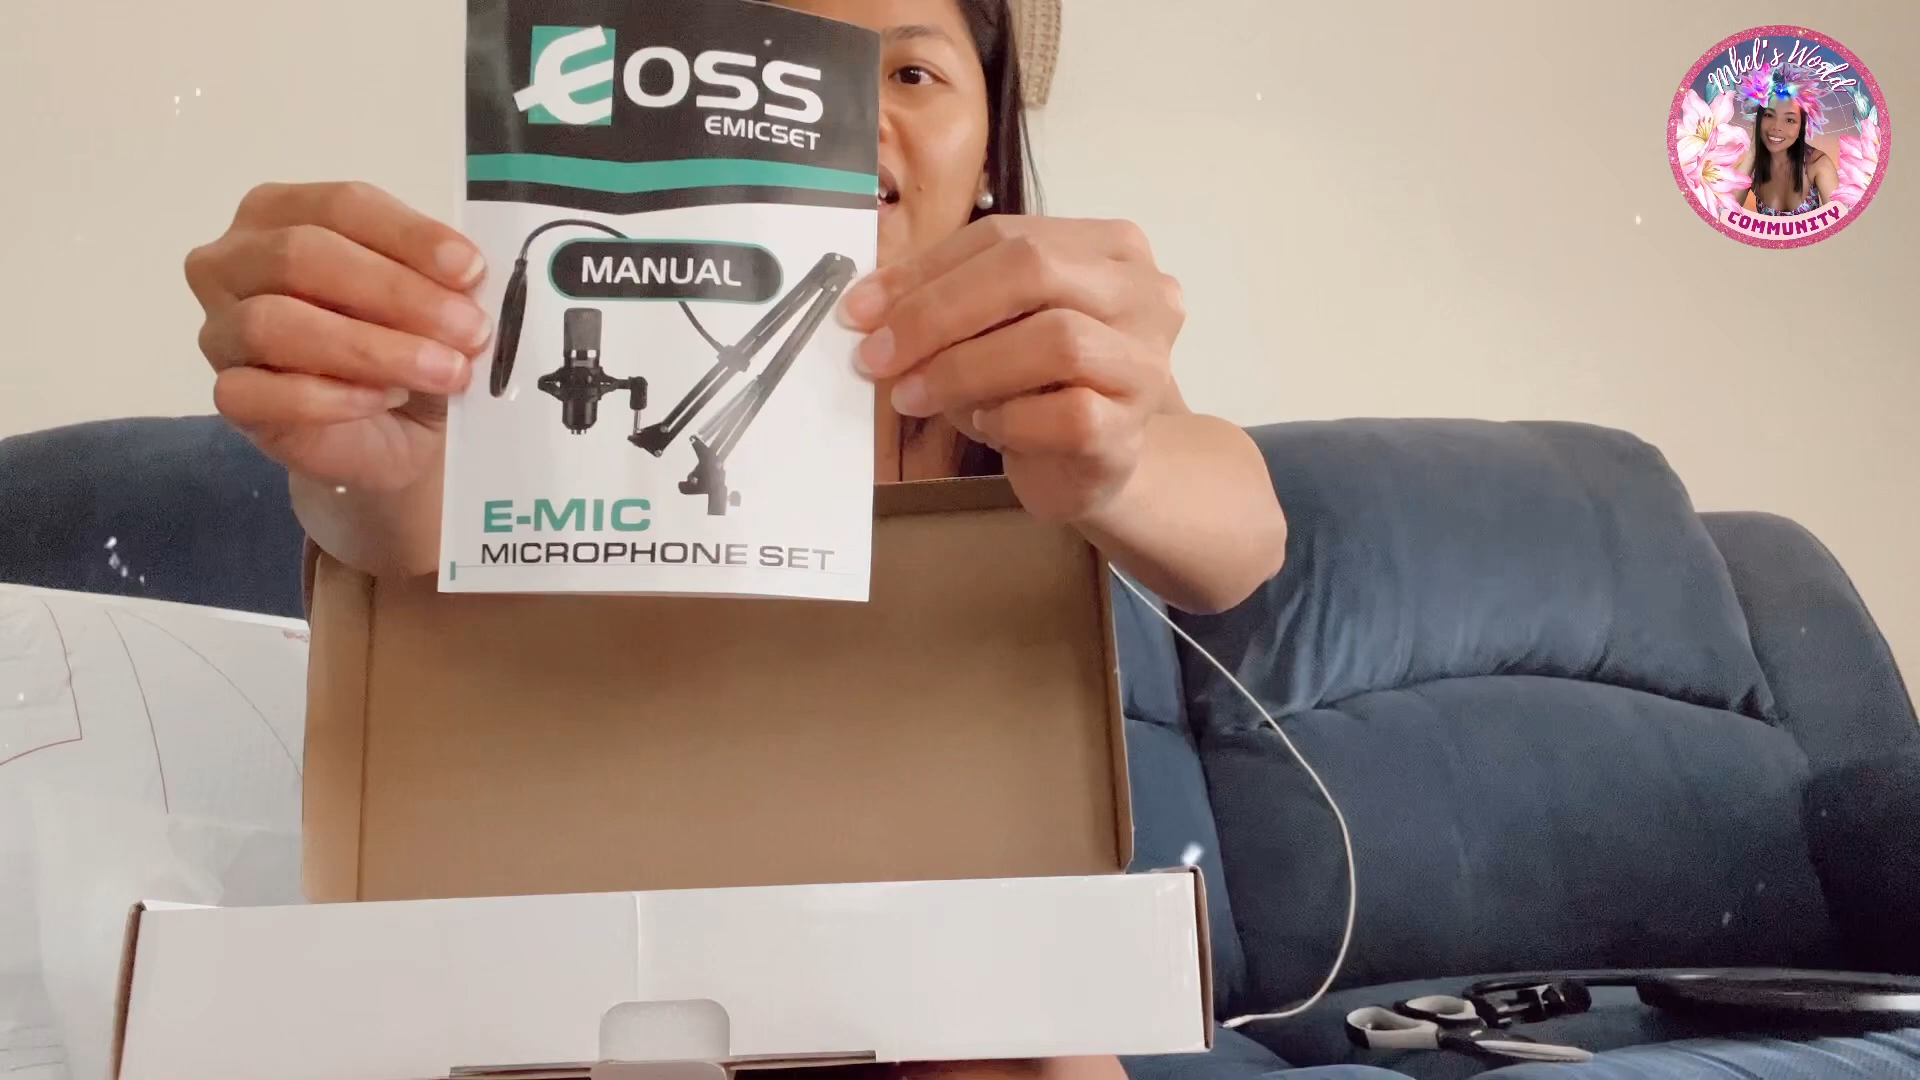 EOSS
EMICSET
MANUAL
E-MIC
MICROPHONE SET
Mhel's World
COMMUNITY